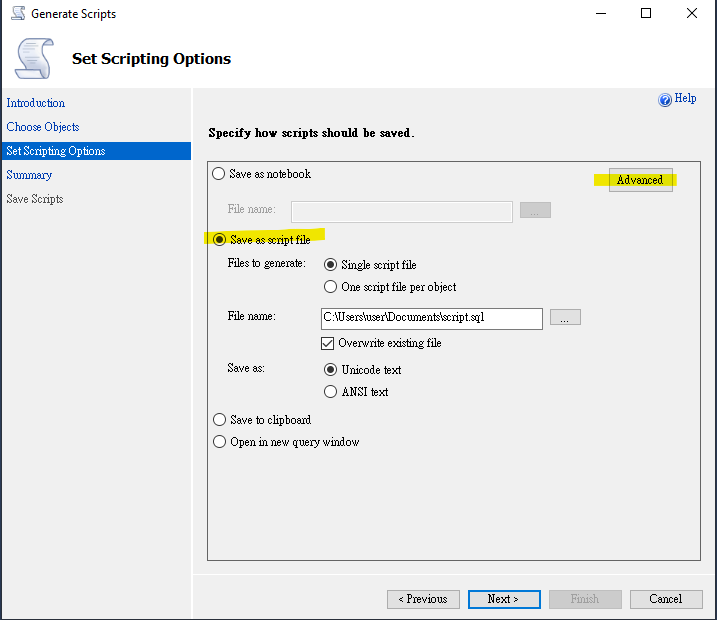 Generate Scripts
Set Scripting Options
Introduction
Choose Objects
Set Scripting Options
Summary
Save Scripts
Help
Specify how scripts should be saved.
Save as notebook
Advanced
File name:
...
Save as script file
Files to generate:
Single script file
One script file per object
File name:
C:\Users\user\Documents\script.sql
...
Overwrite existing file
Save as:
Unicode text
ANSI text
Save to clipboard
Open in new query window
< Previous
Next >
Finish
Cancel